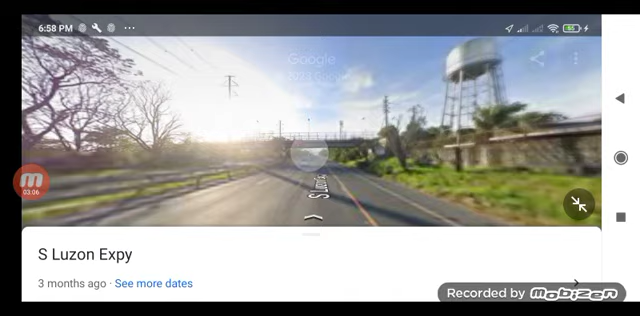 6:58 PM
85
Google
© 2023 Google
S Luzon
m
03:06
S Luzon Expy
3 months ago · See more dates
Recorded by mobizen